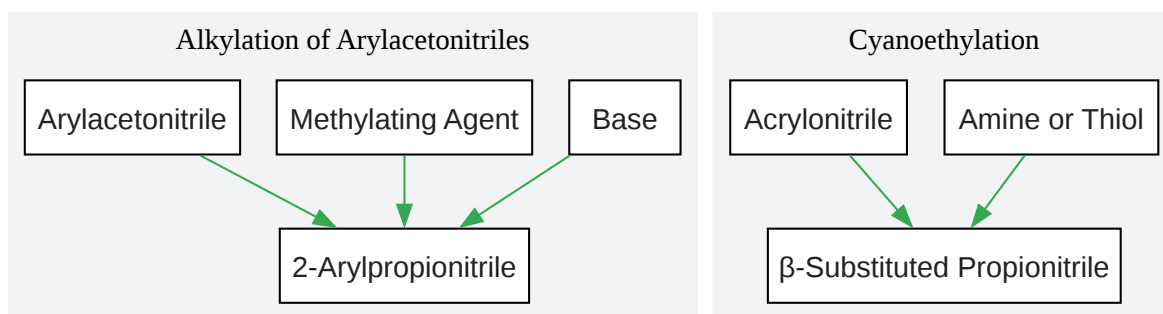 Alkylation of Arylacetonitriles
Arylacetonitrile
Methylating Agent
Base
2-Arylpropionitrile
Cyanoethylation
Acrylonitrile
Amine or Thiol
β-Substituted Propionitrile